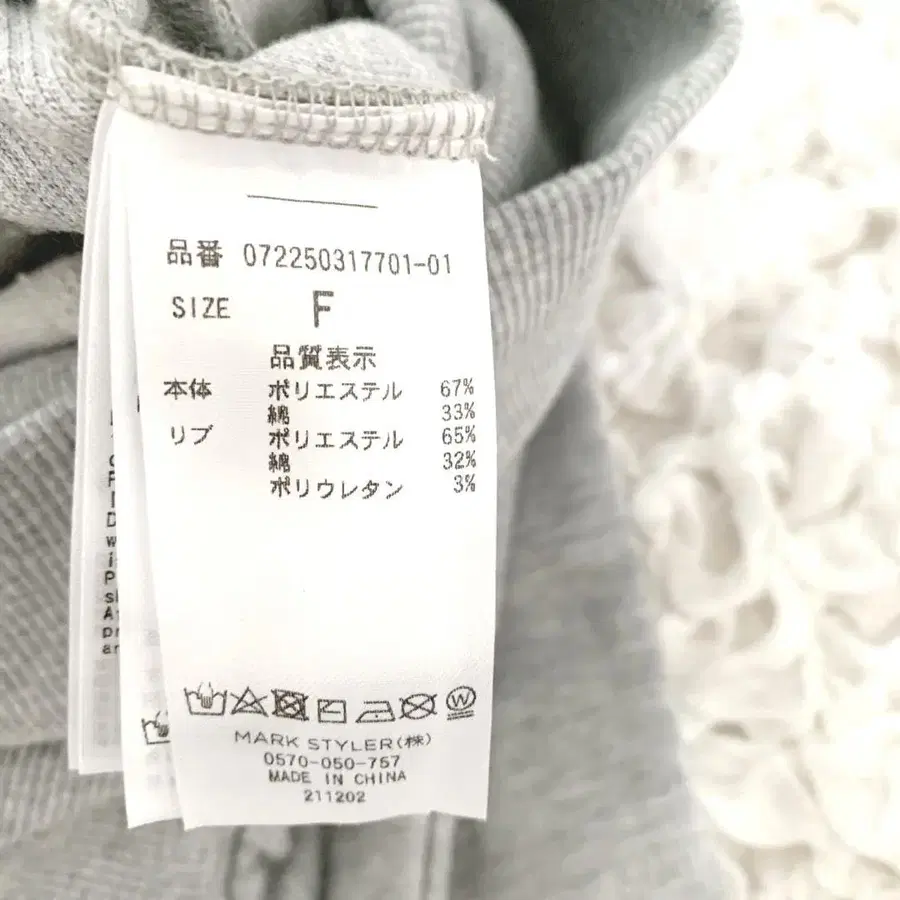 品番 072250317701-01
SIZE F
品質表示
本体 ポリエステル 67%
綿 33%
リブ ポリエステル 65%
綿 32%
ポリウレタン 3%
W
MARK STYLER(株)
0570-050-757
MADE IN CHINA
211202